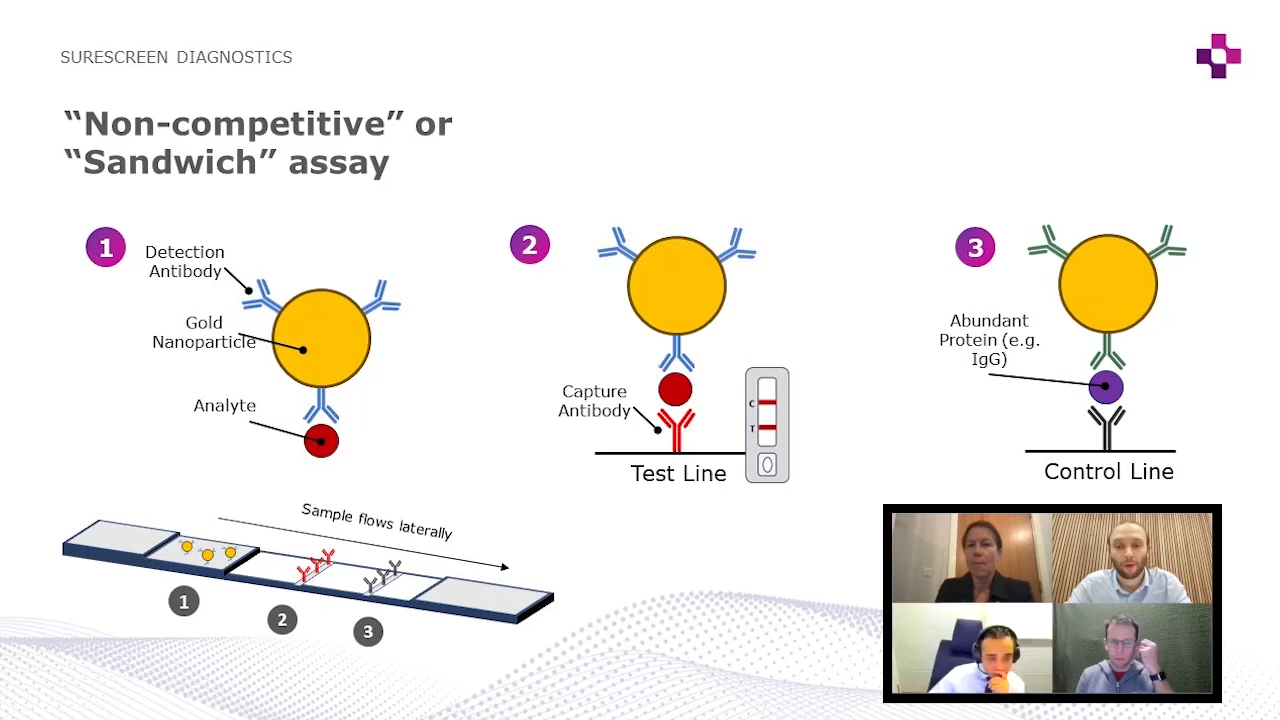 SURESCREEN DIAGNOSTICS
“Non-competitive” or
“Sandwich” assay
1
Detection
Antibody
Gold
Nanoparticle
Analyte
2
Capture
Antibody
C
T
Test Line
3
Abundant
Protein (e.g.
IgG)
Control Line
Sample flows laterally
1
2
3